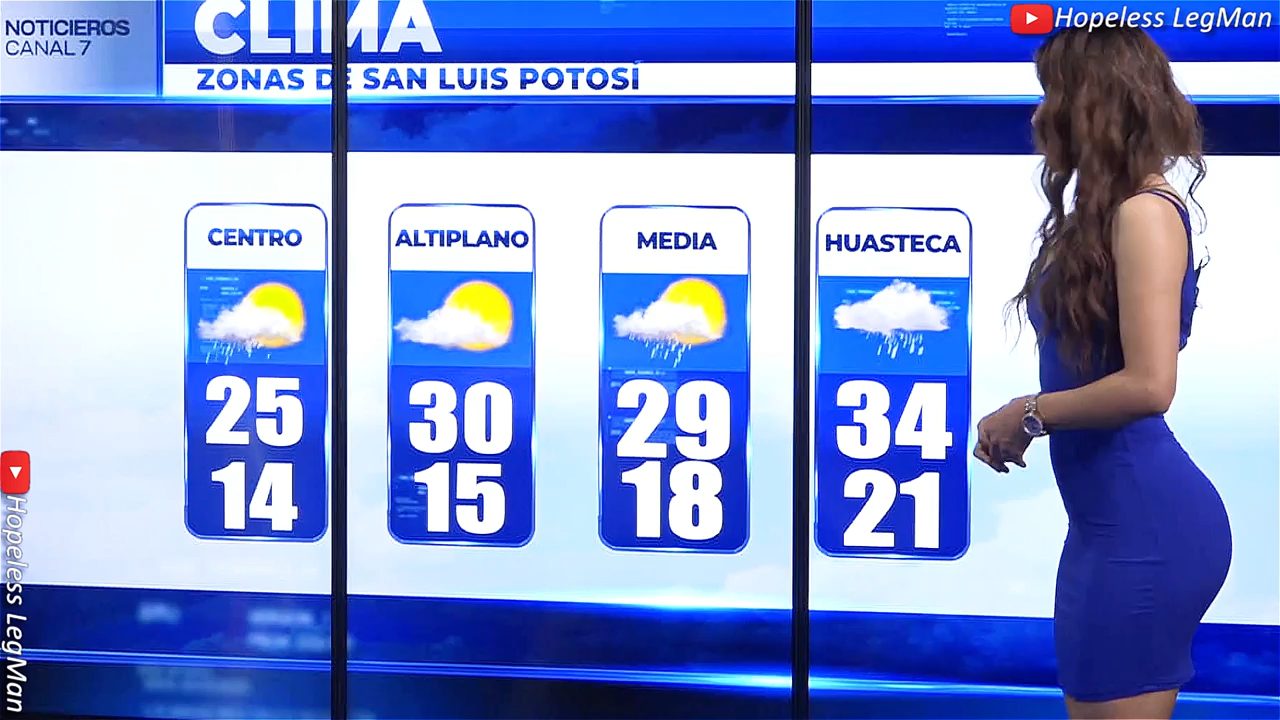 NOTICIEROS
CANAL 7
CLIMA
ZONAS DE SAN LUIS POTOSÍ
Hopeless LegMan
CENTRO
25
14
ALTIPLANO
30
15
MEDIA
29
18
HUASTECA
34
21
Hopeless LegMan